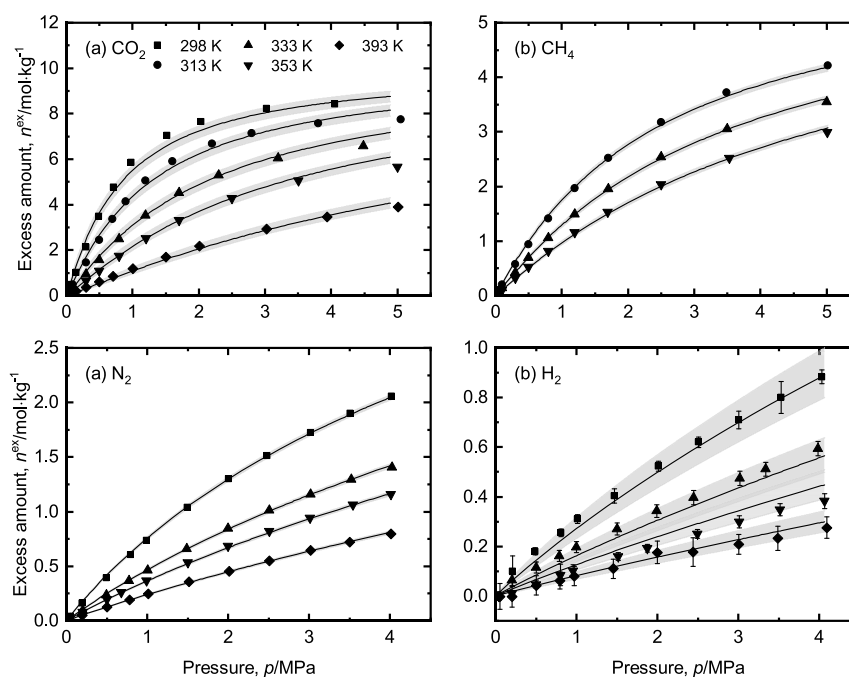 (a) CO2
298 K
333 K
393 K
313 K
353 K
Excess amount, n^ex/mol·kg^-1
12
10
8
6
4
2
0
0 1 2 3 4 5
(b) CH4
5
4
3
2
1
0
0 1 2 3 4 5
(a) N2
Excess amount, n^ex/mol·kg^-1
2.5
2.0
1.5
1.0
0.5
0.0
0 1 2 3 4
Pressure, p/MPa
(b) H2
1.0
0.8
0.6
0.4
0.2
0.0
0 1 2 3 4
Pressure, p/MPa